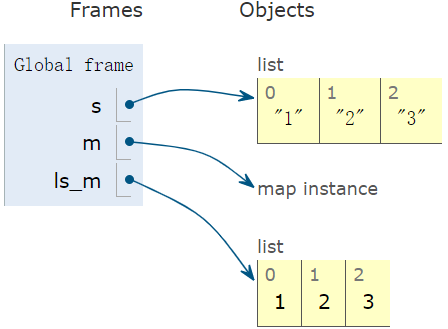 Frames Objects
Global frame
s
m
ls_m
list
0 1 2
"1" "2" "3"
map instance
list
0 1 2
1 2 3